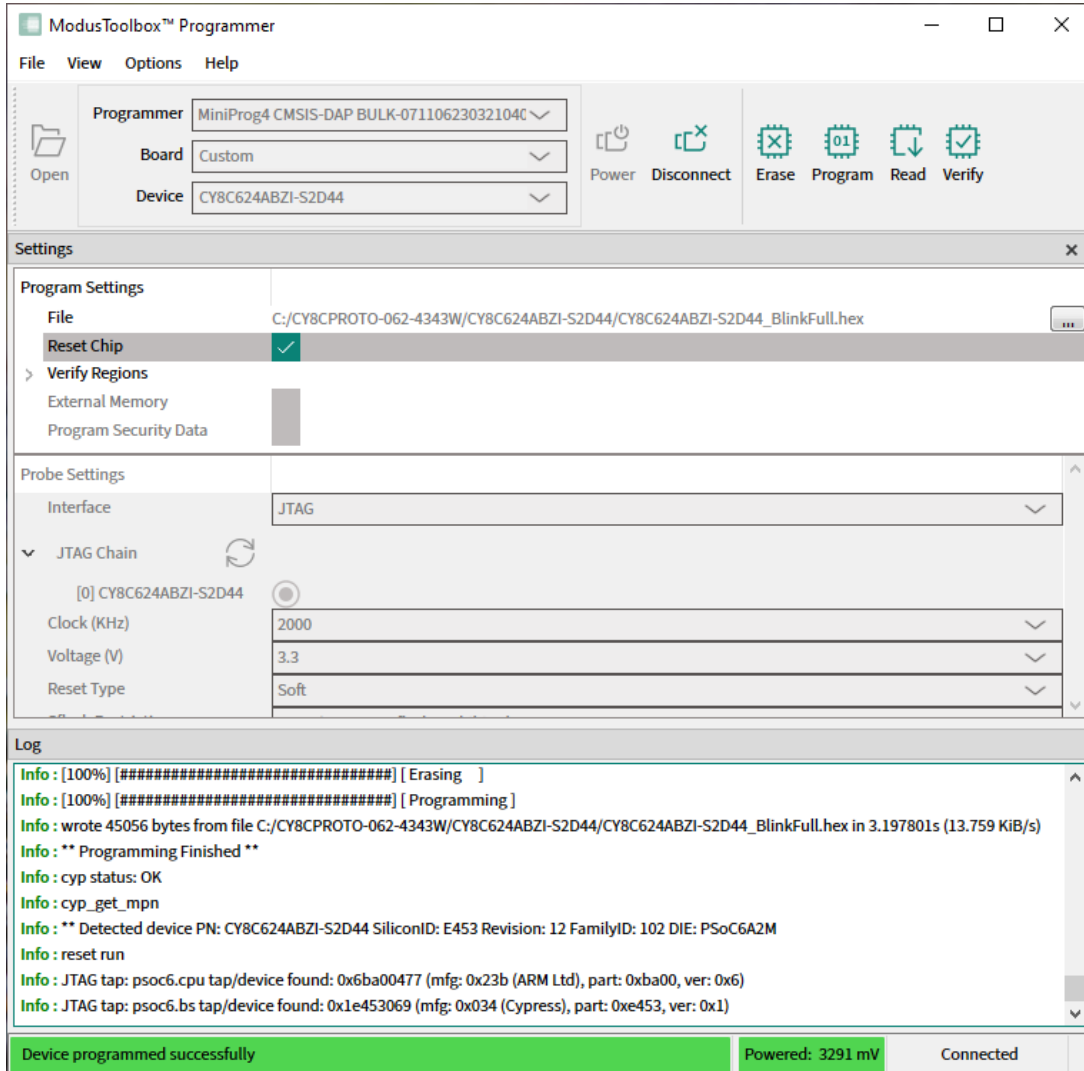 ModusToolbox™ Programmer
File View Options Help
Open
Programmer MiniProg4 CMSIS-DAP BULK-07110623032104C
Board Custom
Device CY8C624ABZI-S2D44
Power Disconnect Erase Program Read Verify
01
Settings
Program Settings
File C:/CY8CPROTO-062-4343W/CY8C624ABZI-S2D44/CY8C624ABZI-S2D44_BlinkFull.hex ...
Reset Chip
Verify Regions
External Memory
Program Security Data
Probe Settings
Interface JTAG
JTAG Chain
[0] CY8C624ABZI-S2D44
Clock (KHz) 2000
Voltage (V) 3.3
Reset Type Soft
Log
Info : [100%] [################################] [ Erasing ]
Info : [100%] [################################] [ Programming ]
Info : wrote 45056 bytes from file C:/CY8CPROTO-062-4343W/CY8C624ABZI-S2D44/CY8C624ABZI-S2D44_BlinkFull.hex in 3.197801s (13.759 KiB/s)
Info : ** Programming Finished **
Info : cyp status: OK
Info : cyp_get_mpn
Info : ** Detected device PN: CY8C624ABZI-S2D44 SiliconID: E453 Revision: 12 FamilyID: 102 DIE: PSoC6A2M
Info : reset run
Info : JTAG tap: psoc6.cpu tap/device found: 0x6ba00477 (mfg: 0x23b (ARM Ltd), part: 0xba00, ver: 0x6)
Info : JTAG tap: psoc6.bs tap/device found: 0x1e453069 (mfg: 0x034 (Cypress), part: 0xe453, ver: 0x1)
Device programmed successfully Powered: 3291 mV Connected